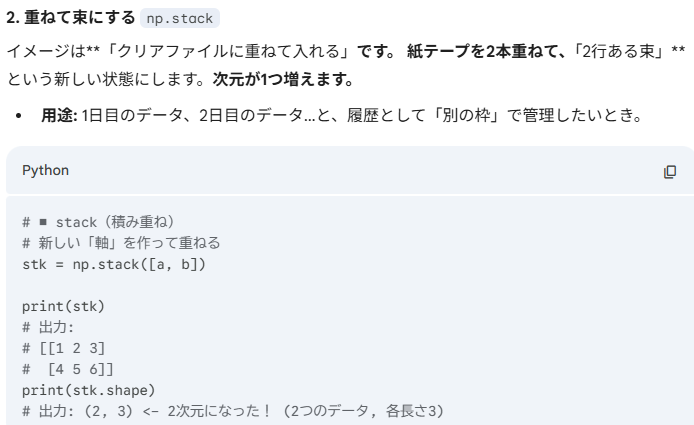 2. 重ねて束にする np.stack
イメージは**「クリアファイルに重ねて入れる」です。 紙テープを2本重ねて、「2行ある束」**
という新しい状態にします。次元が1つ増えます。
• 用途: 1日目のデータ、2日目のデータ...と、履歴として「別の枠」で管理したいとき。
Python
# ■ stack（積み重ね）
# 新しい「軸」を作って重ねる
stk = np.stack([a, b])

print(stk)
# 出力:
# [[1 2 3]
#  [4 5 6]]
print(stk.shape)
# 出力: (2, 3) <- 2次元になった！ (2つのデータ, 各長さ3)